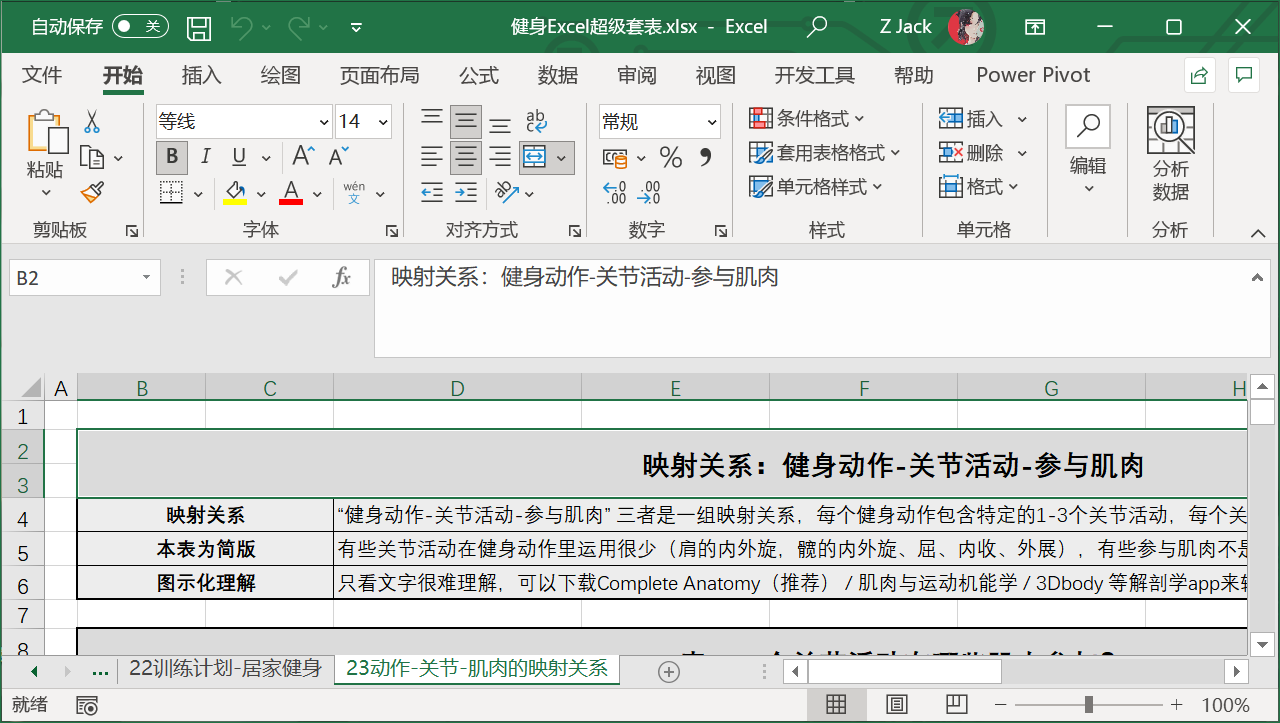 自动保存 关 健身Excel超级套表.xlsx - Excel Z Jack
文件 开始 插入 绘图 页面布局 公式 数据 审阅 视图 开发工具 帮助 Power Pivot
等线 14 常规 条件格式 插入
粘贴 B I U A A % 套用表格格式 删除 编辑 分析
A wén 文 .00 .00 单元格样式 格式 数据
剪贴板 字体 对齐方式 数字 样式 单元格 分析
B2 fx 映射关系：健身动作-关节活动-参与肌肉
A B C D E F G H
1
2
映射关系：健身动作-关节活动-参与肌肉
3
4 映射关系 “健身动作-关节活动-参与肌肉” 三者是一组映射关系，每个健身动作包含特定的1-3个关节活动，每个关
5 本表为简版 有些关节活动在健身动作里运用很少（肩的内外旋，髋的内外旋、屈、内收、外展），有些参与肌肉不是
6 图示化理解 只看文字很难理解，可以下载Complete Anatomy（推荐） / 肌肉与运动机能学 / 3Dbody 等解剖学app来辅
7
8
... 22训练计划-居家健身 23动作-关节-肌肉的映射关系
就绪 100%